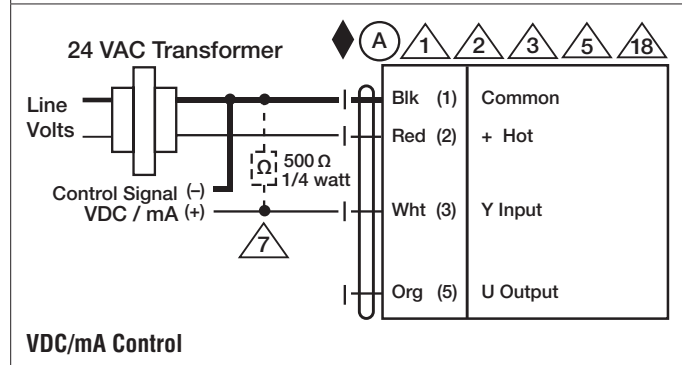 24 VAC Transformer
A 1 2 3 5 18
Line
Volts
Blk (1) Common
Red (2) + Hot
Ω 500 Ω
1/4 watt
Control Signal (–)
VDC / mA (+)
Wht (3) Y Input
7
Org (5) U Output
VDC/mA Control